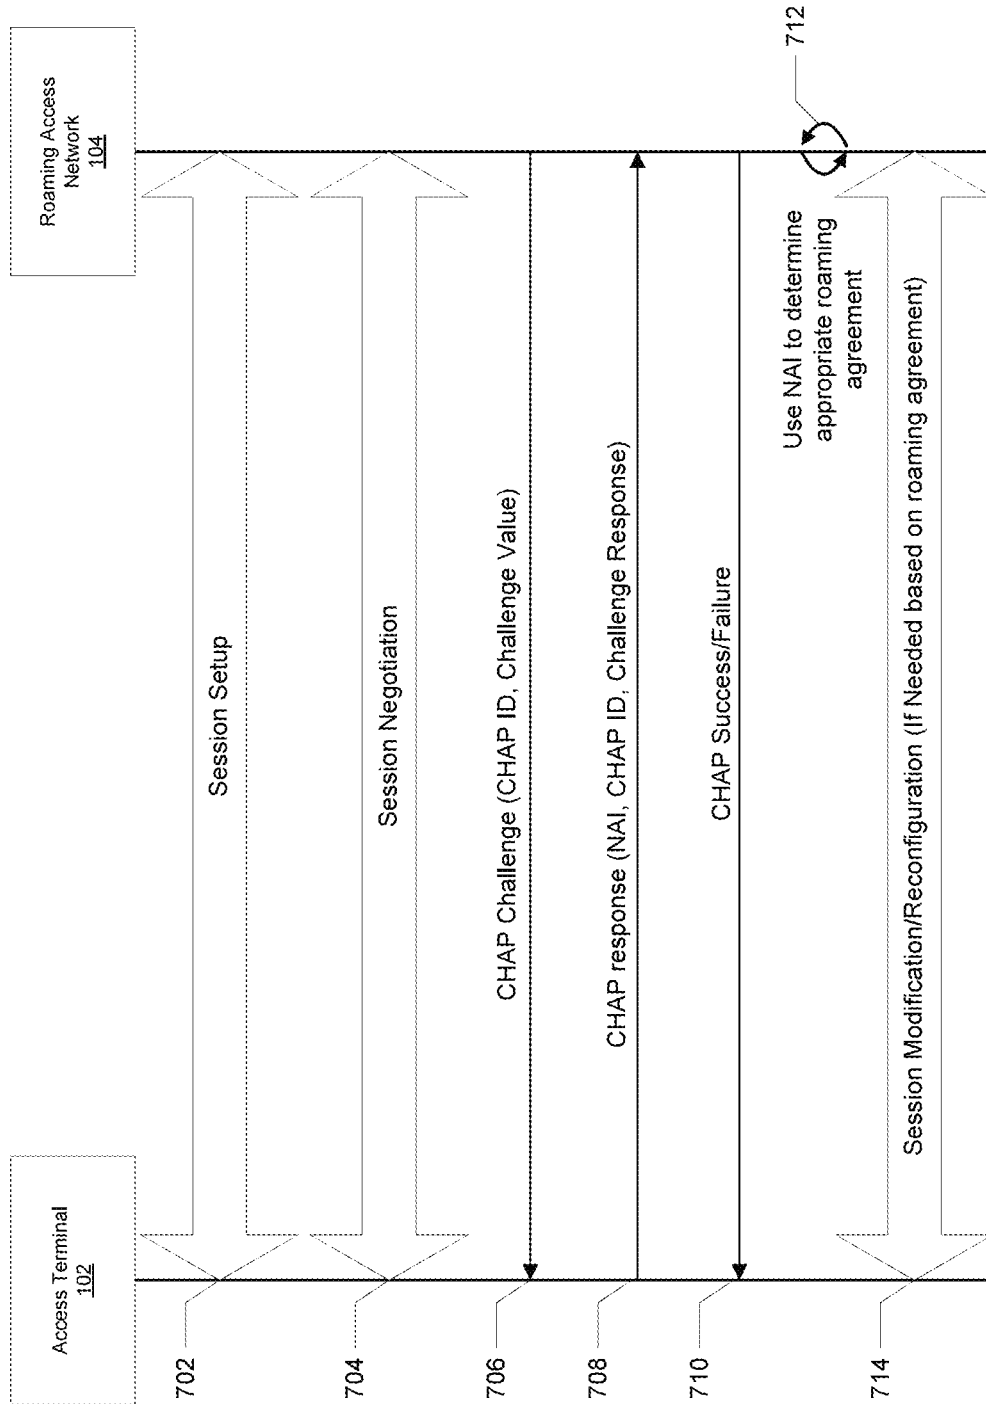 Access Terminal
102
Roaming Access
Network
104
702
Session Setup
704
Session Negotiation
706
CHAP Challenge (CHAP ID, Challenge Value)
708
CHAP response (NAI, CHAP ID, Challenge Response)
710
CHAP Success/Failure
Use NAI to determine
appropriate roaming
agreement
712
714
Session Modification/Reconfiguration (If Needed based on roaming agreement)